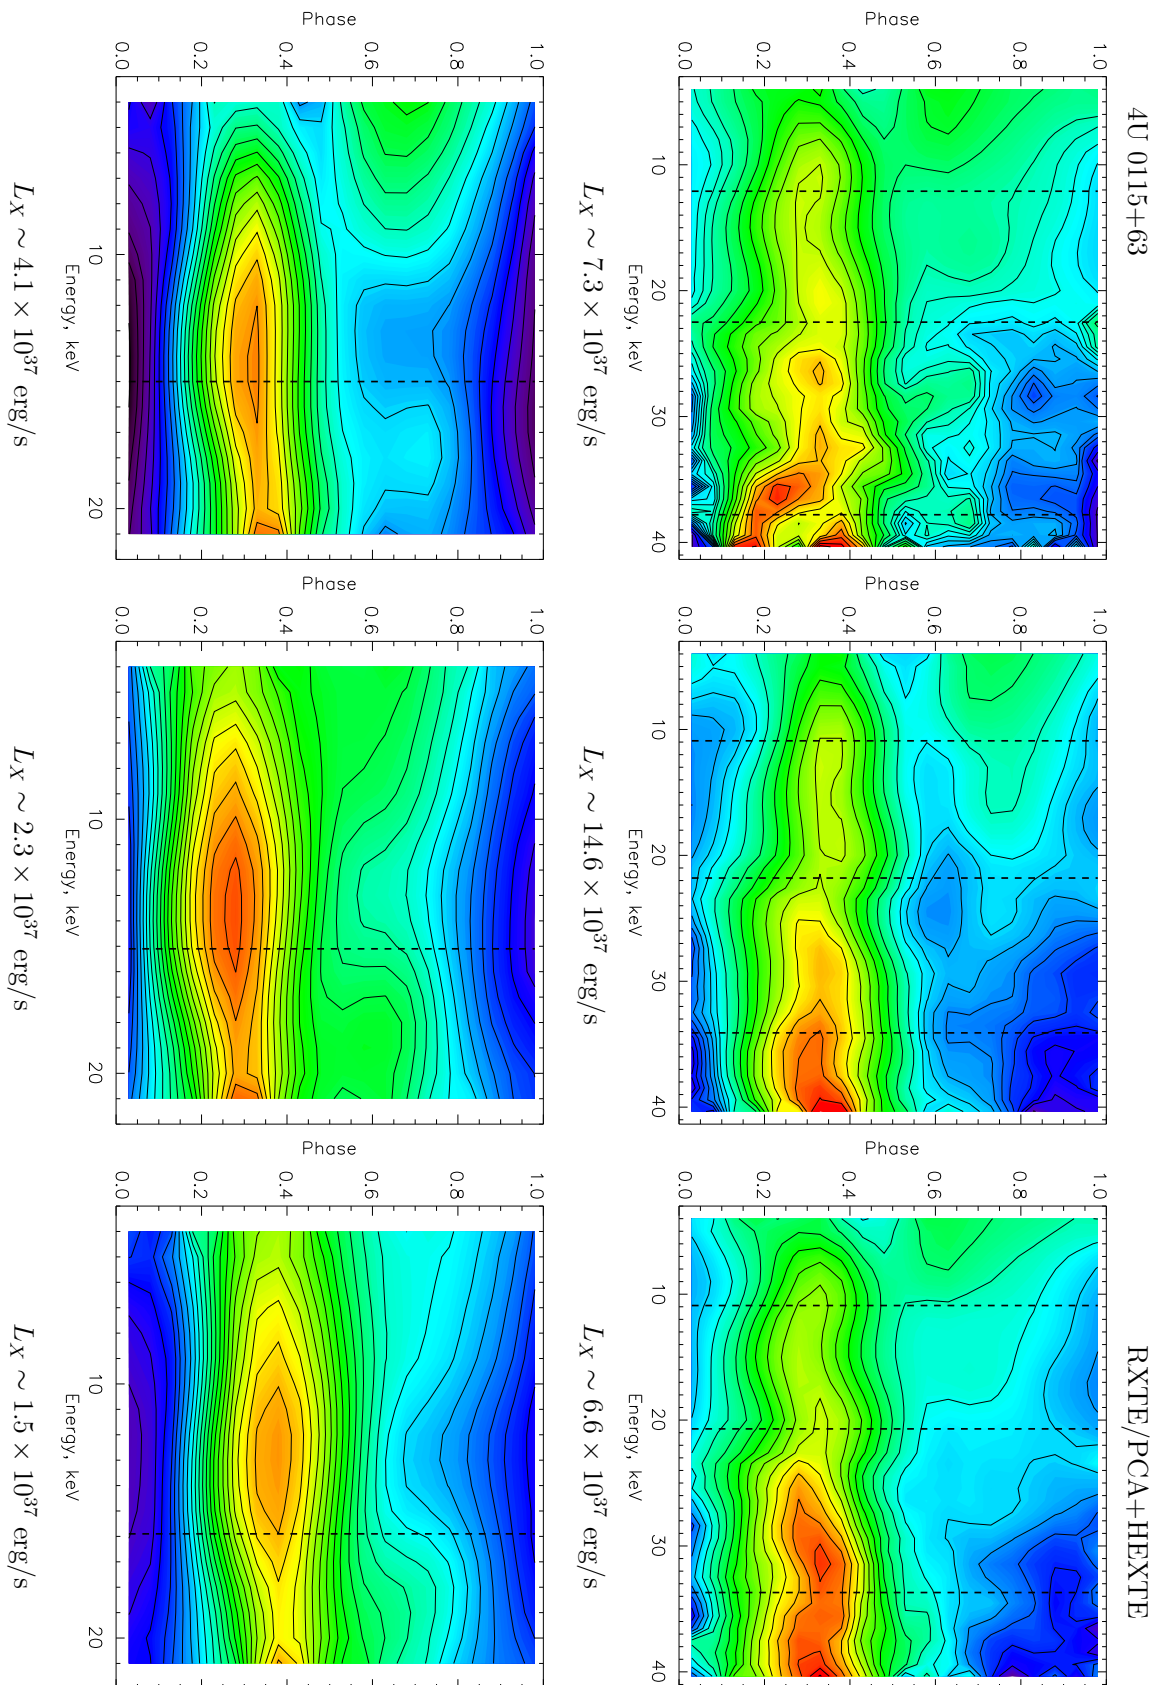 4U 0115+63 RXTE/PCA+HEXTE
Phase
1.0
0.8
0.6
0.4
0.2
0.0
10 20 30 40
Energy, keV
L_X ∼ 7.3 × 10^37 erg/s
Phase
1.0
0.8
0.6
0.4
0.2
0.0
10 20 30 40
Energy, keV
L_X ∼ 14.6 × 10^37 erg/s
Phase
1.0
0.8
0.6
0.4
0.2
0.0
10 20 30 40
Energy, keV
L_X ∼ 6.6 × 10^37 erg/s
Phase
1.0
0.8
0.6
0.4
0.2
0.0
10 20
Energy, keV
L_X ∼ 4.1 × 10^37 erg/s
Phase
1.0
0.8
0.6
0.4
0.2
0.0
10 20
Energy, keV
L_X ∼ 2.3 × 10^37 erg/s
Phase
1.0
0.8
0.6
0.4
0.2
0.0
10 20
Energy, keV
L_X ∼ 1.5 × 10^37 erg/s